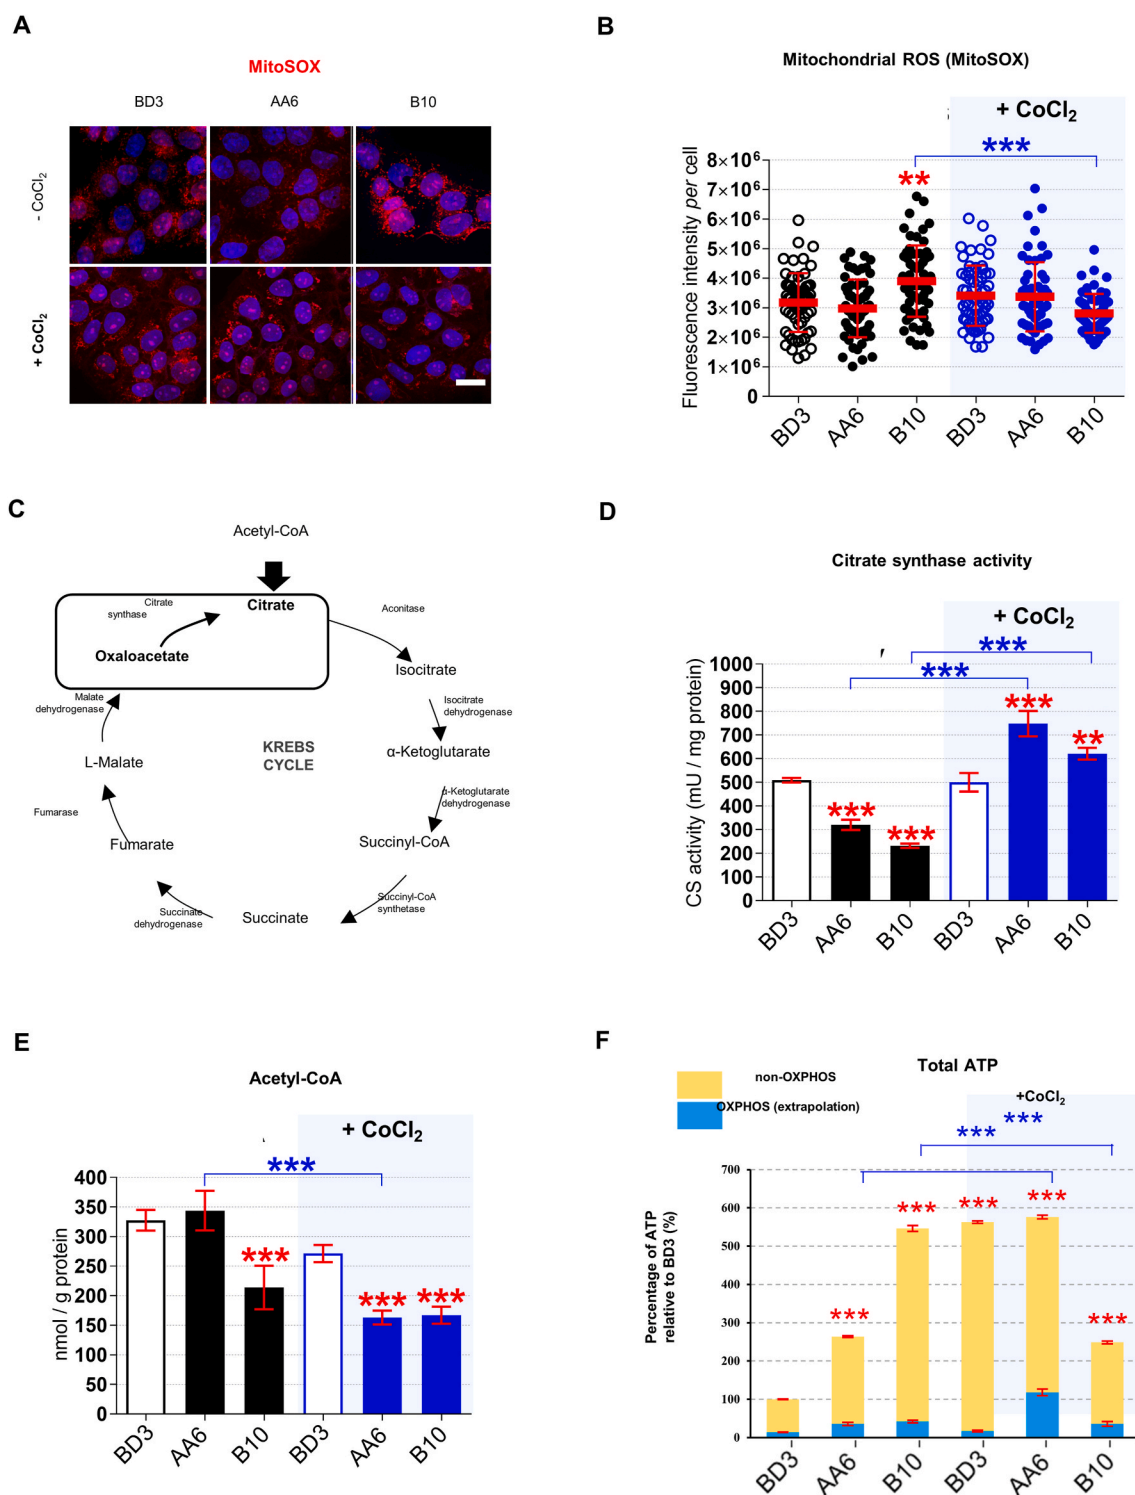 A
MitoSOX
BD3 AA6 B10
- CoCl₂
+ CoCl₂
B
Mitochondrial ROS (MitoSOX)
+ CoCl₂
***
**
Fluorescence intensity per cell
8×10⁶
7×10⁶
6×10⁶
5×10⁶
4×10⁶
3×10⁶
2×10⁶
1×10⁶
0
BD3 AA6 B10 BD3 AA6 B10
C
Acetyl-CoA
Citrate
Citrate
synthase
Oxaloacetate
Aconitase
Isocitrate
Isocitrate
dehydrogenase
α-Ketoglutarate
α-Ketoglutarate
dehydrogenase
Succinyl-CoA
Succinyl-CoA
synthetase
Succinate
Succinate
dehydrogenase
Fumarate
Fumarase
L-Malate
Malate
dehydrogenase
KREBS
CYCLE
D
Citrate synthase activity
+ CoCl₂
***
***
*** *** *** **
CS activity (mU / mg protein)
1000
900
800
700
600
500
400
300
200
100
0
BD3 AA6 B10 BD3 AA6 B10
E
Acetyl-CoA
+ CoCl₂
***
*** *** ***
nmol / g protein
400
350
300
250
200
150
100
50
0
BD3 AA6 B10 BD3 AA6 B10
F
Total ATP
non-OXPHOS
OXPHOS (extrapolation)
+CoCl₂
***
***
*** *** *** *** ***
Percentage of ATP
relative to BD3 (%)
700
600
500
400
300
200
100
0
BD3 AA6 B10 BD3 AA6 B10